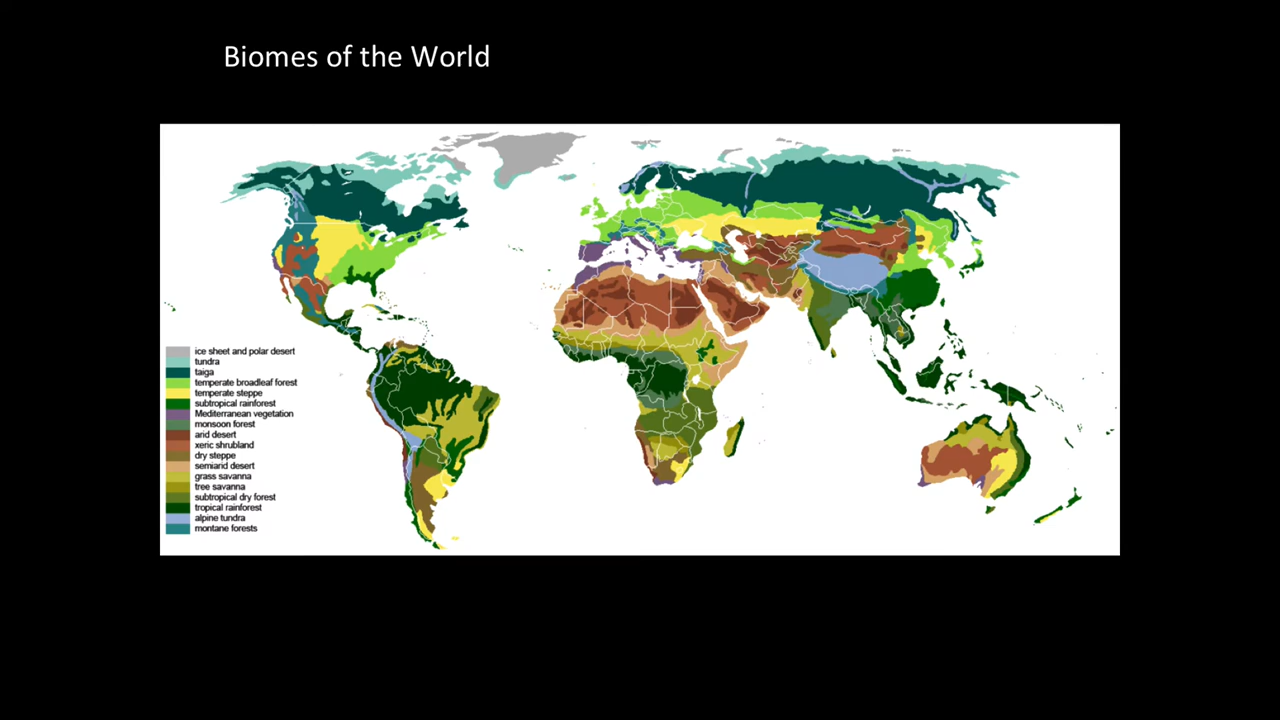 Biomes of the World
ice sheet and polar desert
tundra
taiga
temperate broadleaf forest
temperate steppe
subtropical rainforest
Mediterranean vegetation
monsoon forest
arid desert
xeric shrubland
dry steppe
semiarid desert
grass savanna
tree savanna
subtropical dry forest
tropical rainforest
alpine tundra
montane forests